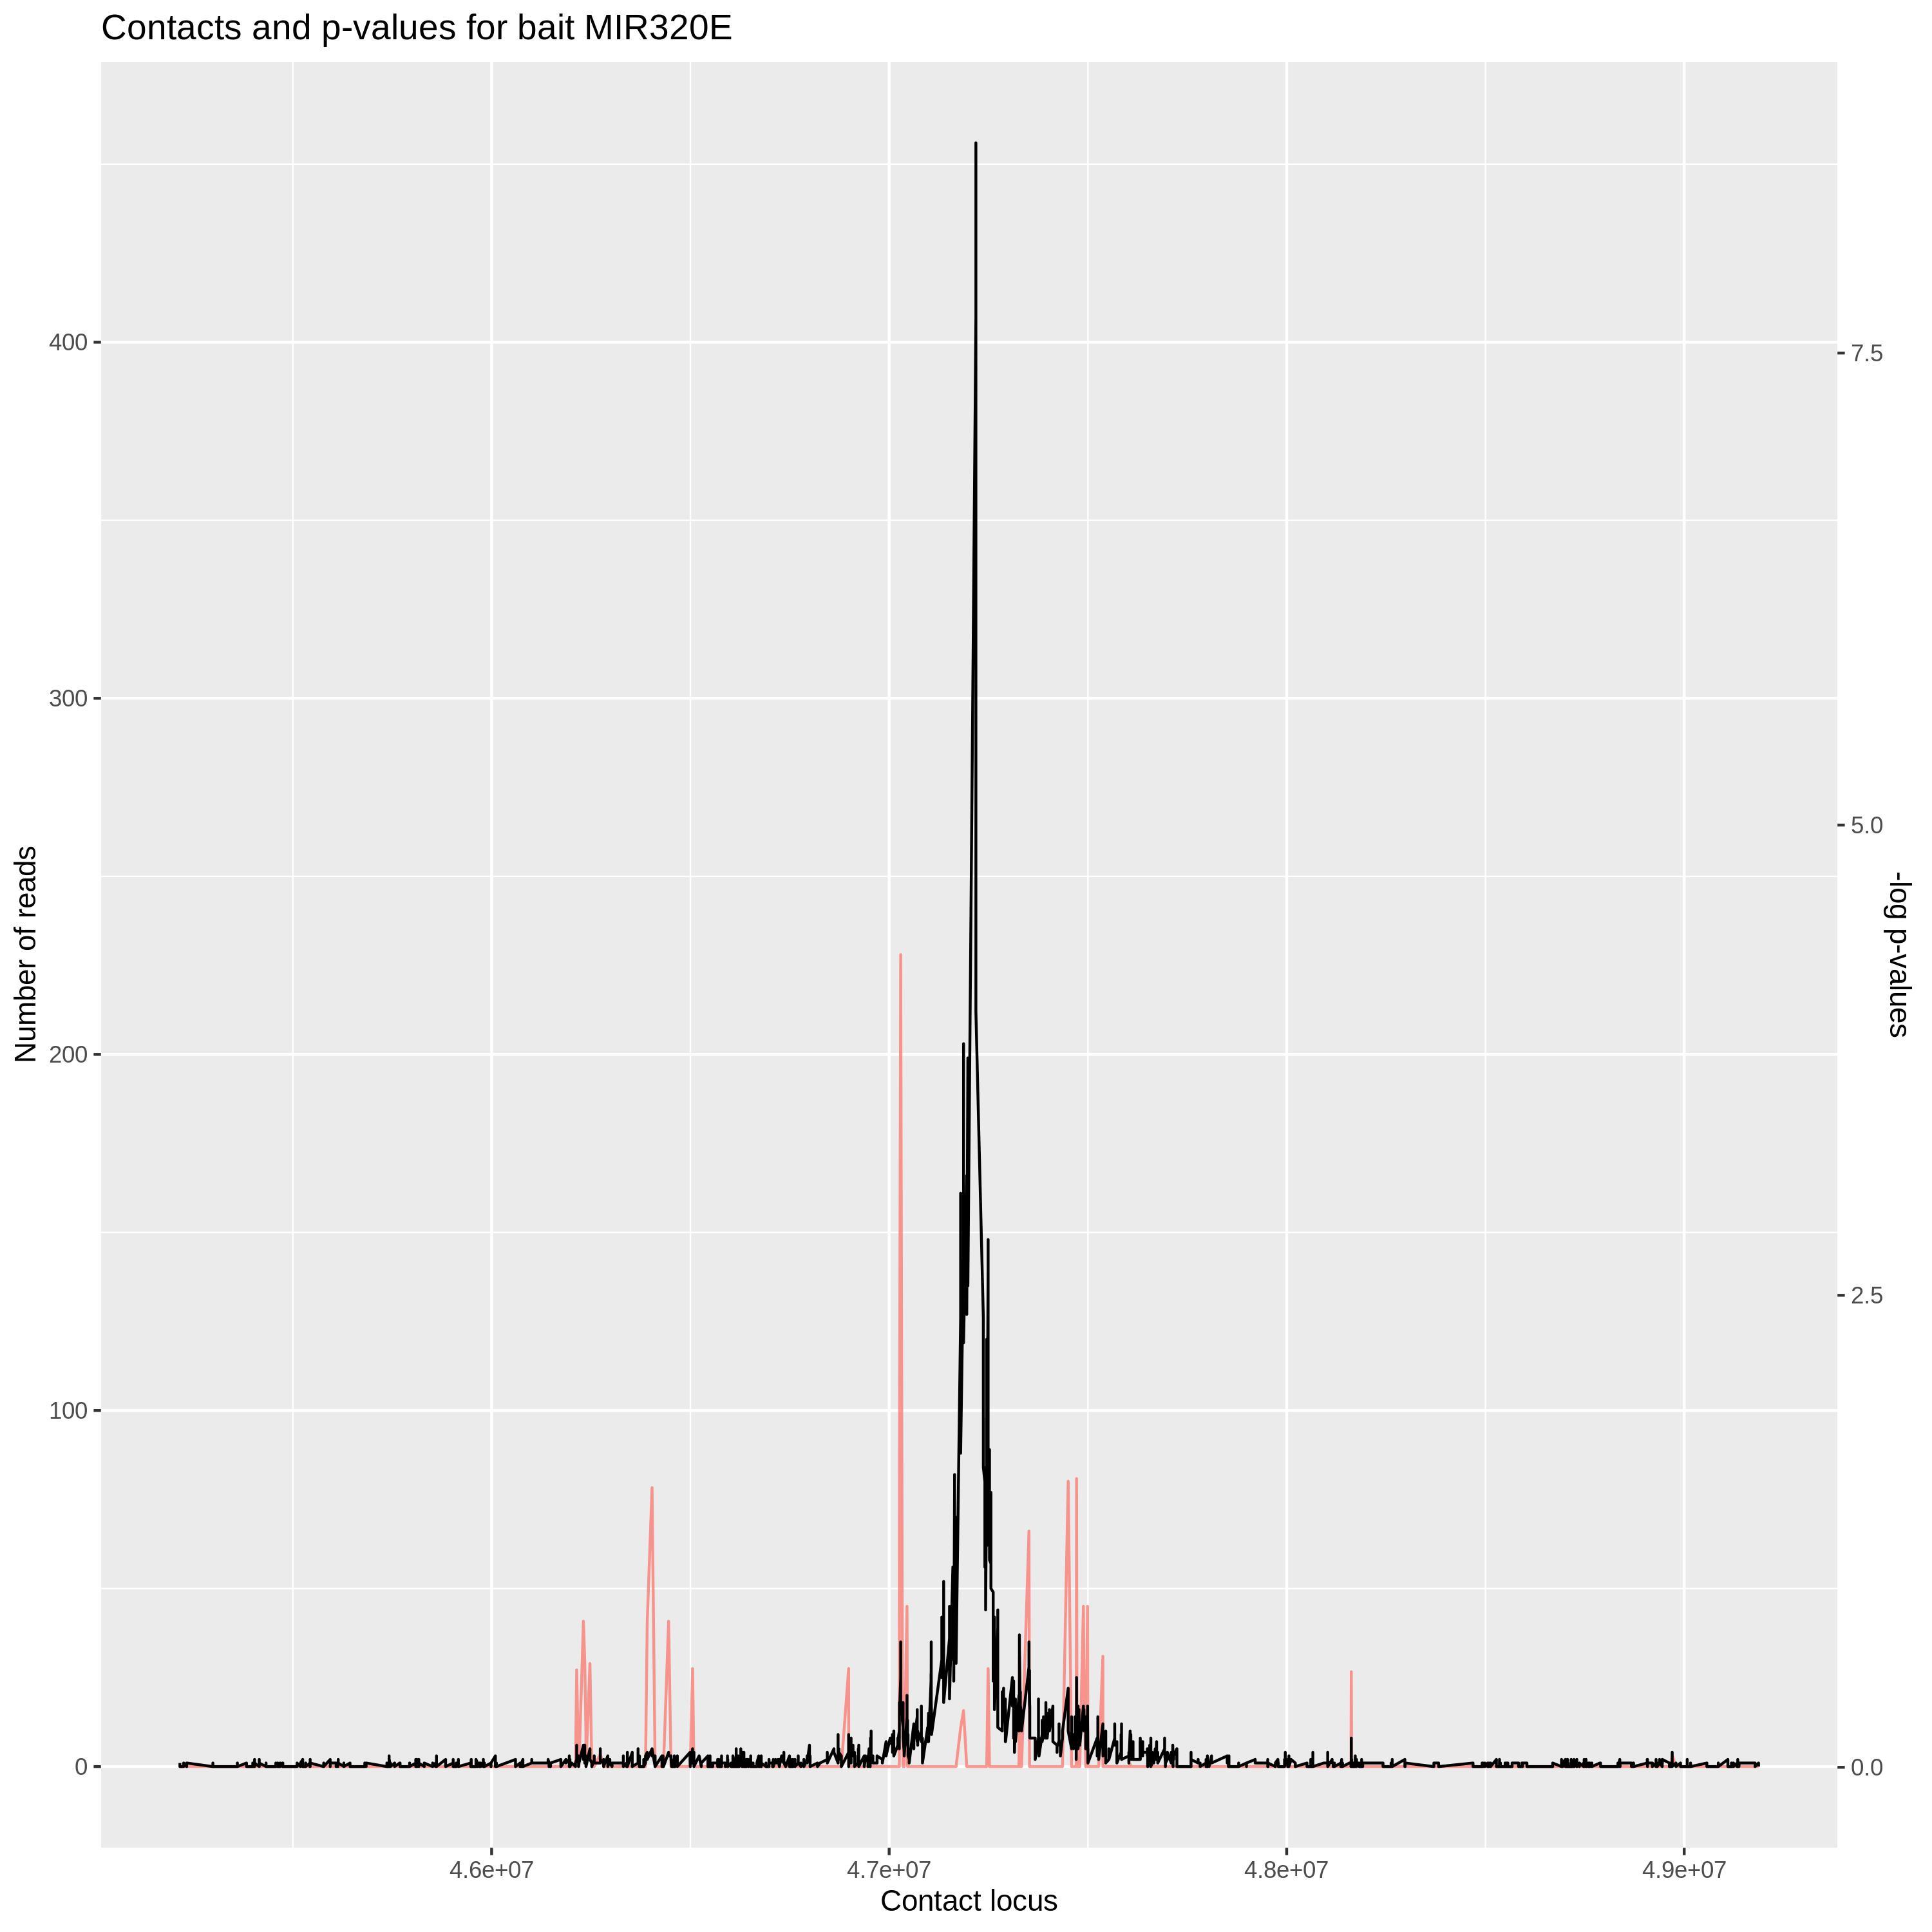 Contacts and p-values for bait MIR320E
Number of reads
400
300
200
100
0
7.5
5.0
2.5
0.0
-log p-values
4.6e+07
4.7e+07
4.8e+07
4.9e+07
Contact locus